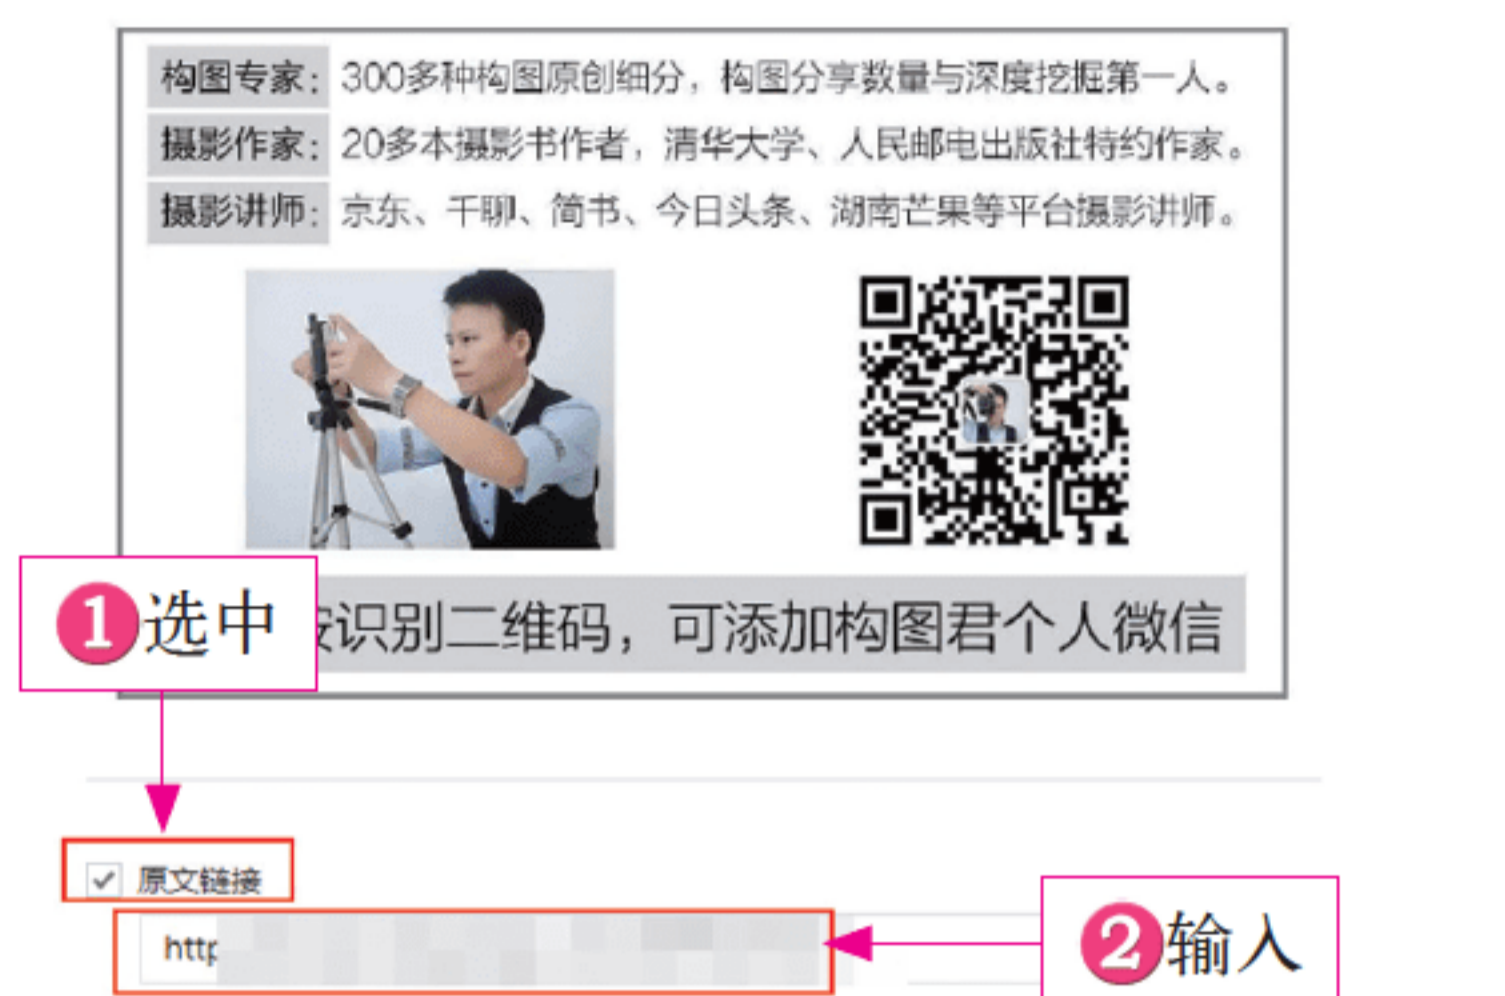 构图专家：300多种构图原创细分，构图分享数量与深度挖掘第一人。
摄影作家：20多本摄影书作者，清华大学、人民邮电出版社特约作家。
摄影讲师：京东、千聊、简书、今日头条、湖南芒果等平台摄影讲师。
识别二维码，可添加构图君个人微信
1选中
原文链接
http
2输入